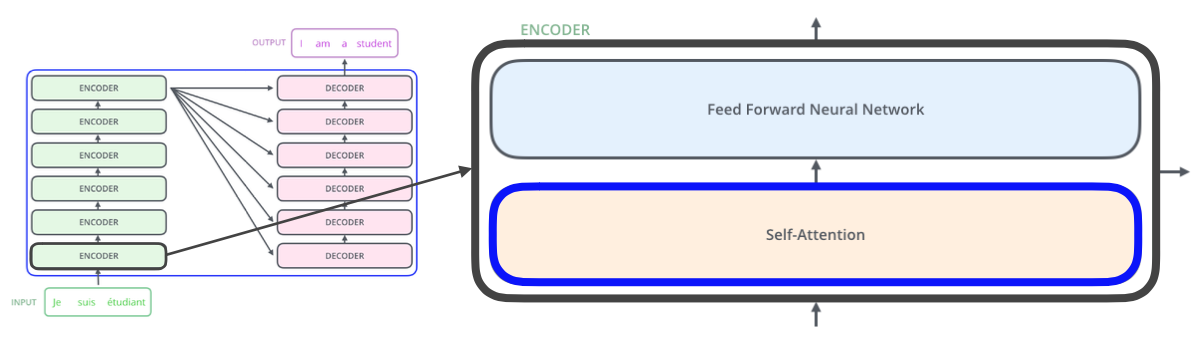 OUTPUT
I am a student
ENCODER
ENCODER
ENCODER
ENCODER
ENCODER
ENCODER
DECODER
DECODER
DECODER
DECODER
DECODER
DECODER
INPUT
Je suis étudiant
ENCODER
Feed Forward Neural Network
Self-Attention